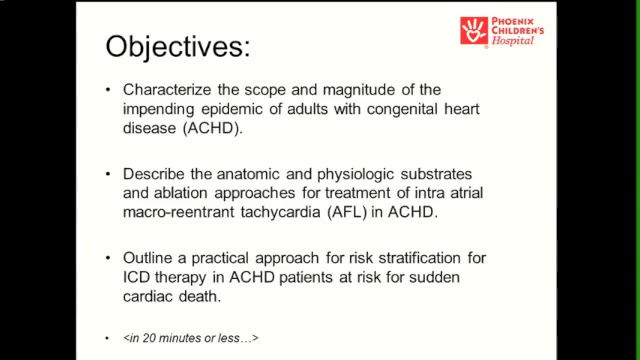 Objectives:
PHOENIX
CHILDREN'S
Hospital
• Characterize the scope and magnitude of the
impending epidemic of adults with congenital heart
disease (ACHD).
• Describe the anatomic and physiologic substrates
and ablation approaches for treatment of intra atrial
macro-reentrant tachycardia (AFL) in ACHD.
• Outline a practical approach for risk stratification for
ICD therapy in ACHD patients at risk for sudden
cardiac death.
• <in 20 minutes or less…>